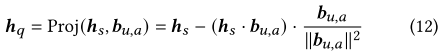 𝒉_q = Proj(𝒉_s, 𝒃_{u,a}) = 𝒉_s − (𝒉_s · 𝒃_{u,a}) · 𝒃_{u,a} / ‖𝒃_{u,a}‖² (12)